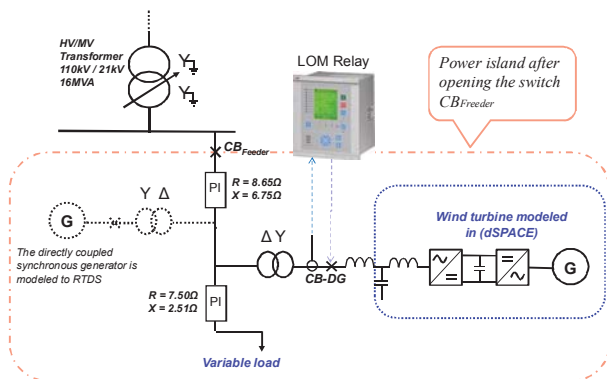 HV/MV
Transformer
110kV / 21kV
16MVA
Y
Y
LOM Relay
Power island after
opening the switch
CBFeeder
CBFeeder
PI
R = 8.65Ω
X = 6.75Ω
G
Y Δ
The directly coupled
synchronous generator is
modeled to RTDS
Δ Y
CB-DG
Wind turbine modeled
in (dSPACE)
G
PI
R = 7.50Ω
X = 2.51Ω
Variable load